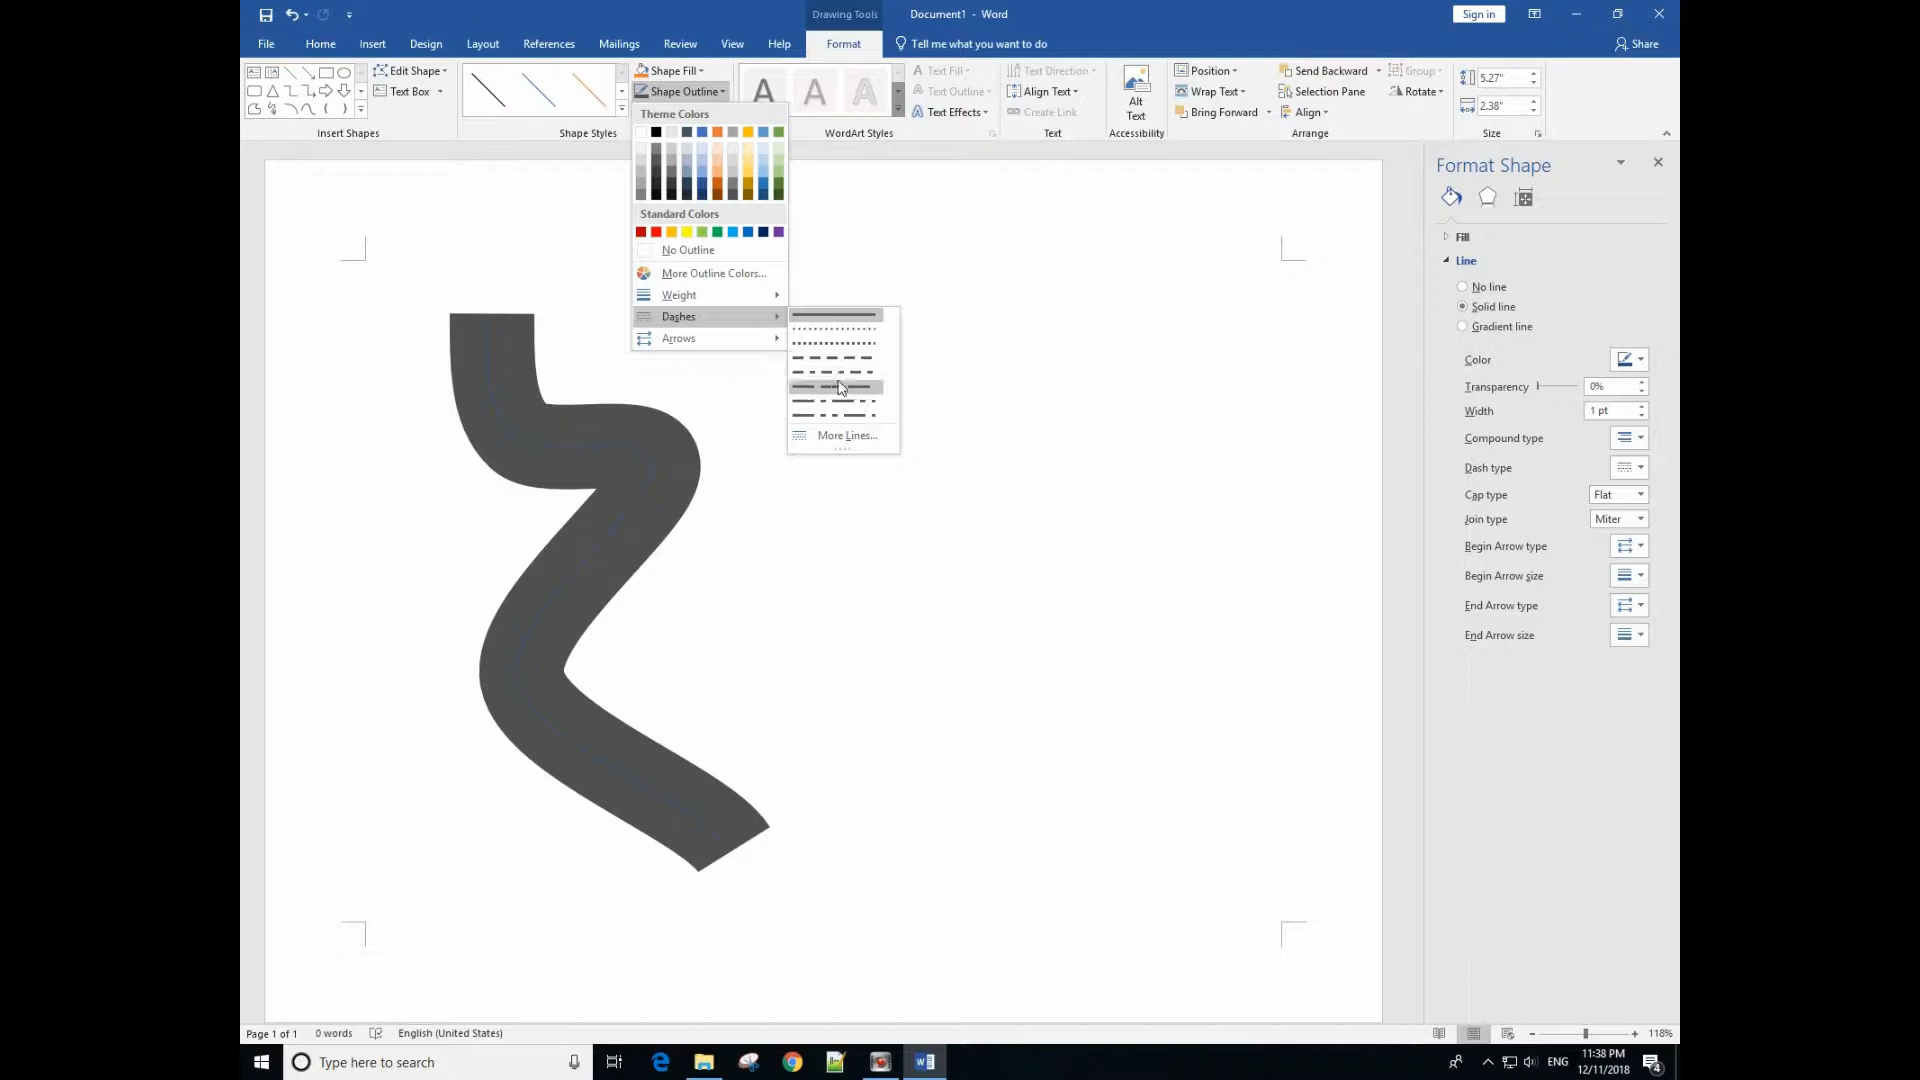 Drawing Tools
Document1 - Word
Sign in
File
Home
Insert
Design
Layout
References
Mailings
Review
View
Help
Format
Tell me what you want to do
Share
Edit Shape
Text Box
Insert Shapes
Shape Styles
Shape Fill
Shape Outline
Theme Colors
Standard Colors
No Outline
More Outline Colors...
Weight
Dashes
Arrows
More Lines...
A A A
Text Fill
Text Outline
Text Effects
WordArt Styles
Text Direction
Align Text
Create Link
Text
Alt
Text
Accessibility
Position
Wrap Text
Bring Forward
Send Backward
Selection Pane
Align
Group
Rotate
Arrange
5.27"
2.38"
Size
Format Shape
Fill
Line
No line
Solid line
Gradient line
Color
Transparency
0%
Width
1 pt
Compound type
Dash type
Cap type
Flat
Join type
Miter
Begin Arrow type
Begin Arrow size
End Arrow type
End Arrow size
Page 1 of 1
0 words
English (United States)
118%
Type here to search
ENG
11:38 PM
12/11/2018
4